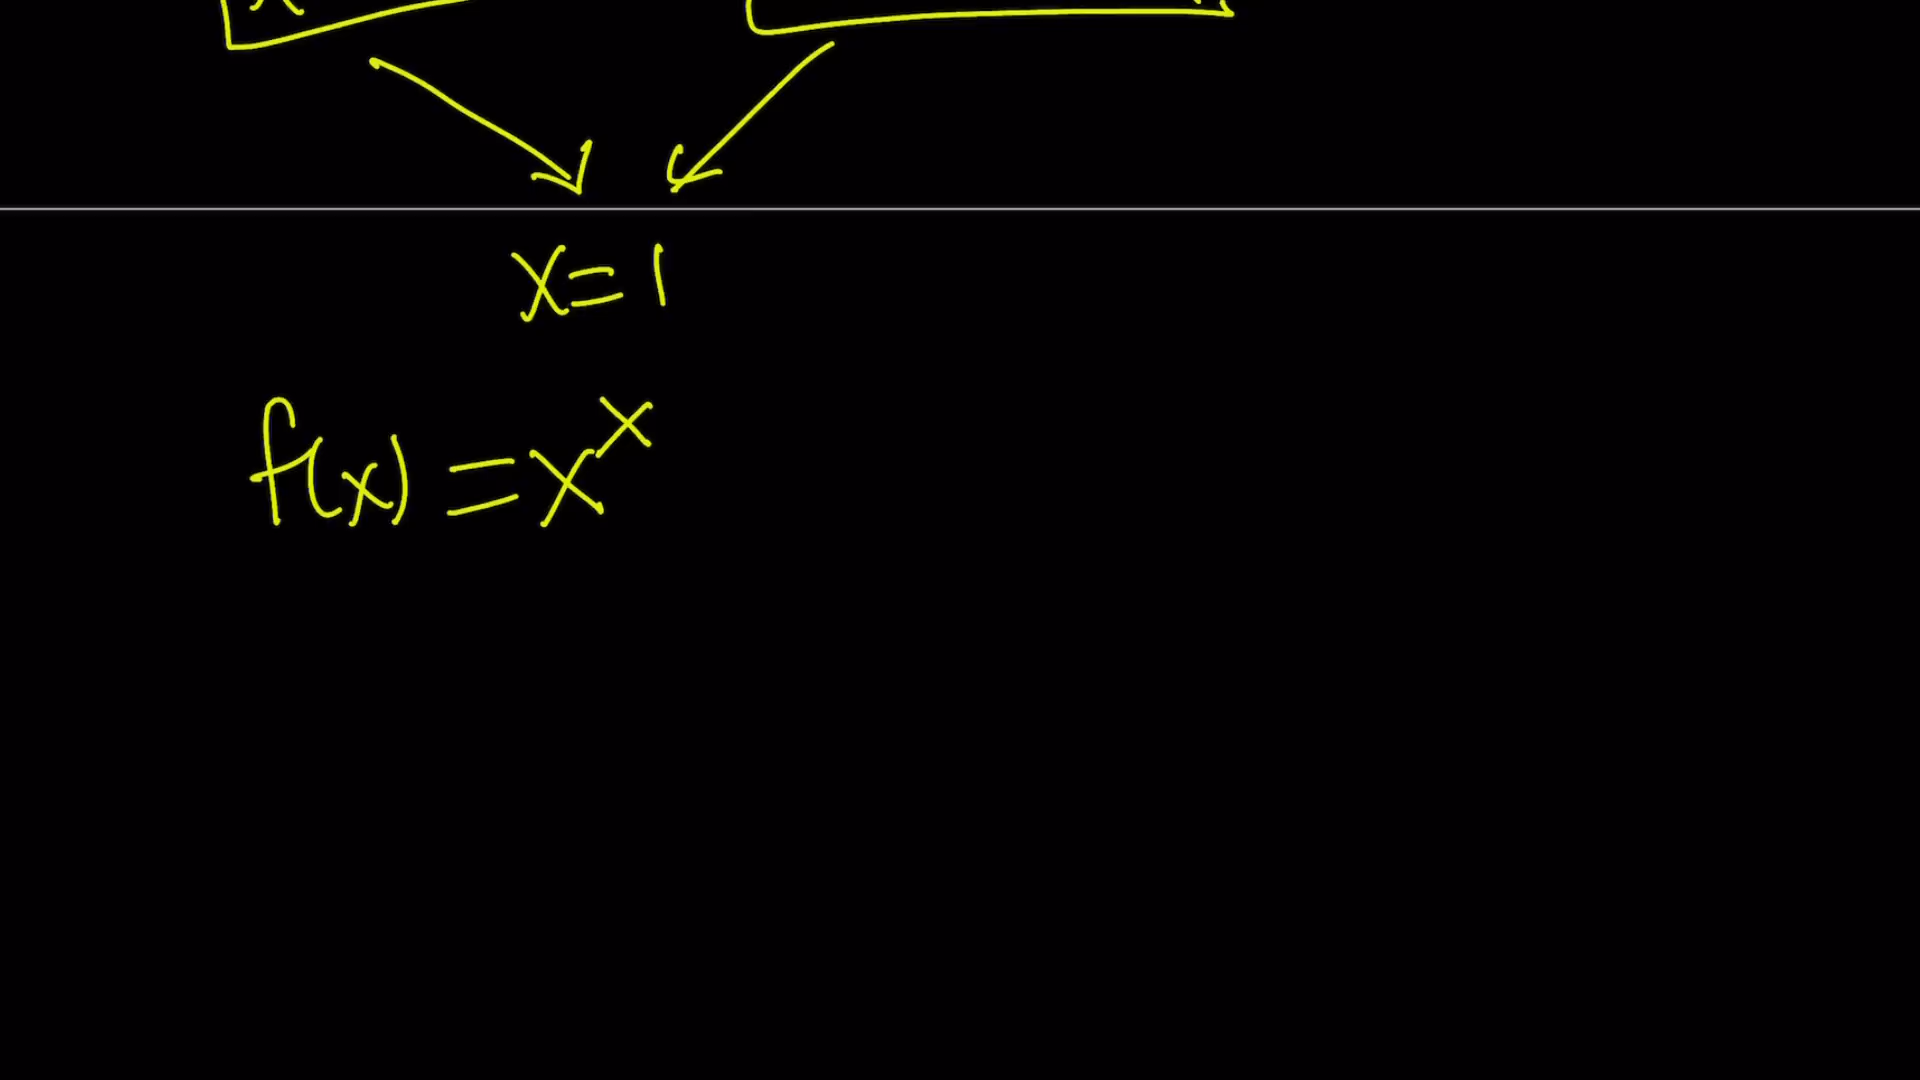 x=1
f(x) = x^x